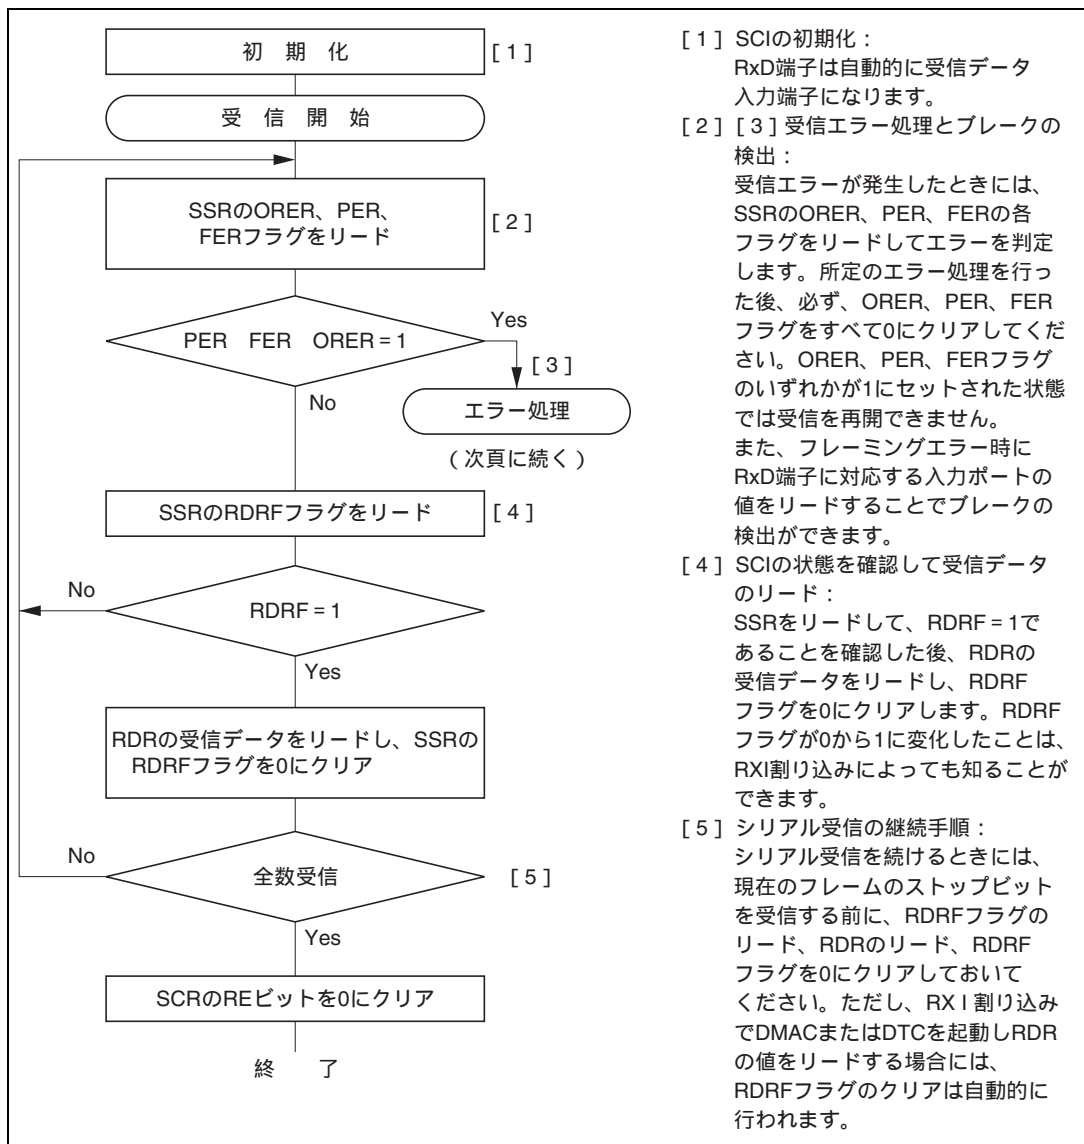 初 期 化
[ 1 ]
受 信 開 始
SSRのORER、PER、
FERフラグをリード
[ 2 ]
PER FER ORER = 1
Yes
[ 3 ]
No
エラー処理
( 次頁に続く )
SSRのRDRFフラグをリード
[ 4 ]
No
RDRF = 1
Yes
RDRの受信データをリードし、SSRの
RDRFフラグを0にクリア
No
全数受信
[ 5 ]
Yes
SCRのREビットを0にクリア
終 了
[ 1 ] SCIの初期化：
RxD端子は自動的に受信データ
入力端子になります。
[ 2 ] [ 3 ] 受信エラー処理とブレークの
検出：
受信エラーが発生したときには、
SSRのORER、PER、FERの各
フラグをリードしてエラーを判定
します。所定のエラー処理を行っ
た後、必ず、ORER、PER、FER
フラグをすべて0にクリアしてくだ
さい。ORER、PER、FERフラグ
のいずれかが1にセットされた状態
では受信を再開できません。
また、フレーミングエラー時に
RxD端子に対応する入力ポートの
値をリードすることでブレークの
検出ができます。
[ 4 ] SCIの状態を確認して受信データ
のリード：
SSRをリードして、RDRF = 1で
あることを確認した後、RDRの
受信データをリードし、RDRF
フラグを0にクリアします。RDRF
フラグが0から1に変化したことは、
RXI割り込みによっても知ることが
できます。
[ 5 ] シリアル受信の継続手順：
シリアル受信を続けるときには、
現在のフレームのストップビット
を受信する前に、RDRFフラグの
リード、RDRのリード、RDRF
フラグを0にクリアしておいて
ください。ただし、RX I 割り込み
でDMACまたはDTCを起動しRDR
の値をリードする場合には、
RDRFフラグのクリアは自動的に
行われます。